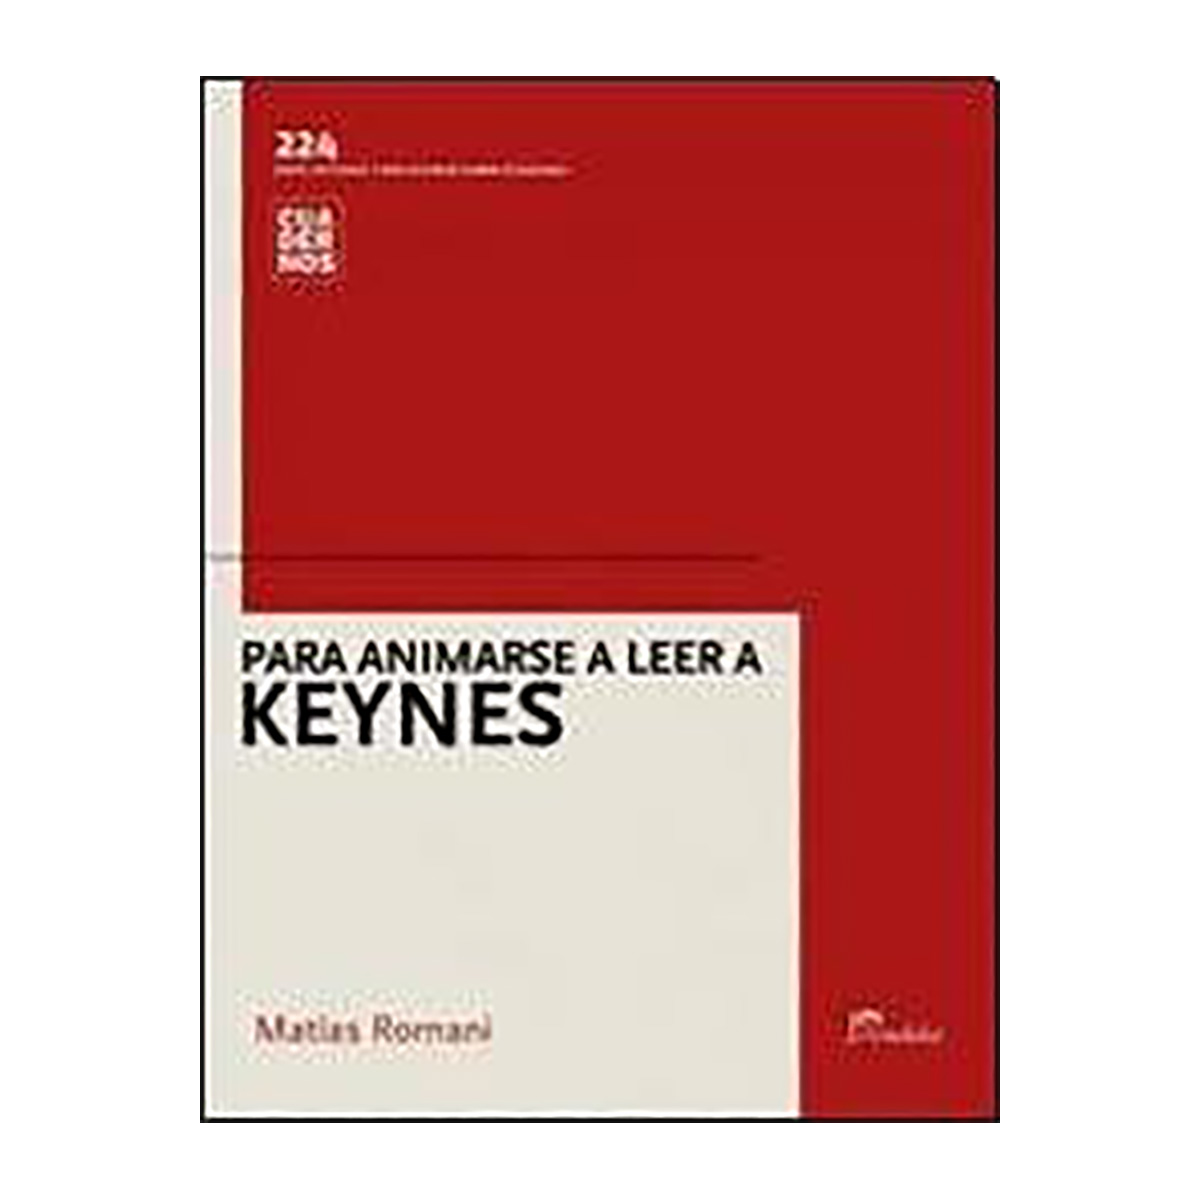 224
CUA
DER
NOS
PARA ANIMARSE A LEER A
KEYNES
Matías Romani